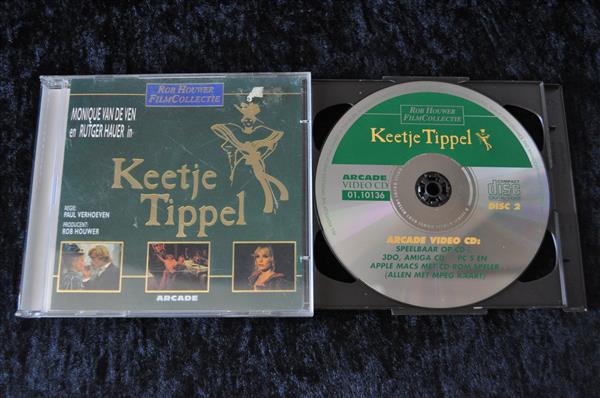 ROB HOUWER
FILMCOLLECTIE
MONIQUE VAN DE VEN
en RUTGER HAUER in
Keetje
Tippel
REGIE:
PAUL VERHOEVEN
PRODUCENT:
ROB HOUWER
ARCADE
ROB HOUWER
FILMCOLLECTIE
Keetje Tippel
ARCADE
VIDEO CD
01.10136
COMPACT
disc
DISC 2
ARCADE VIDEO CD:
SPEELBAAR OP CD-
3DO, AMIGA CD
PC'S EN
APPLE MACS MET CD-ROM SPELER
(ALLEN MET MPEG KAART)